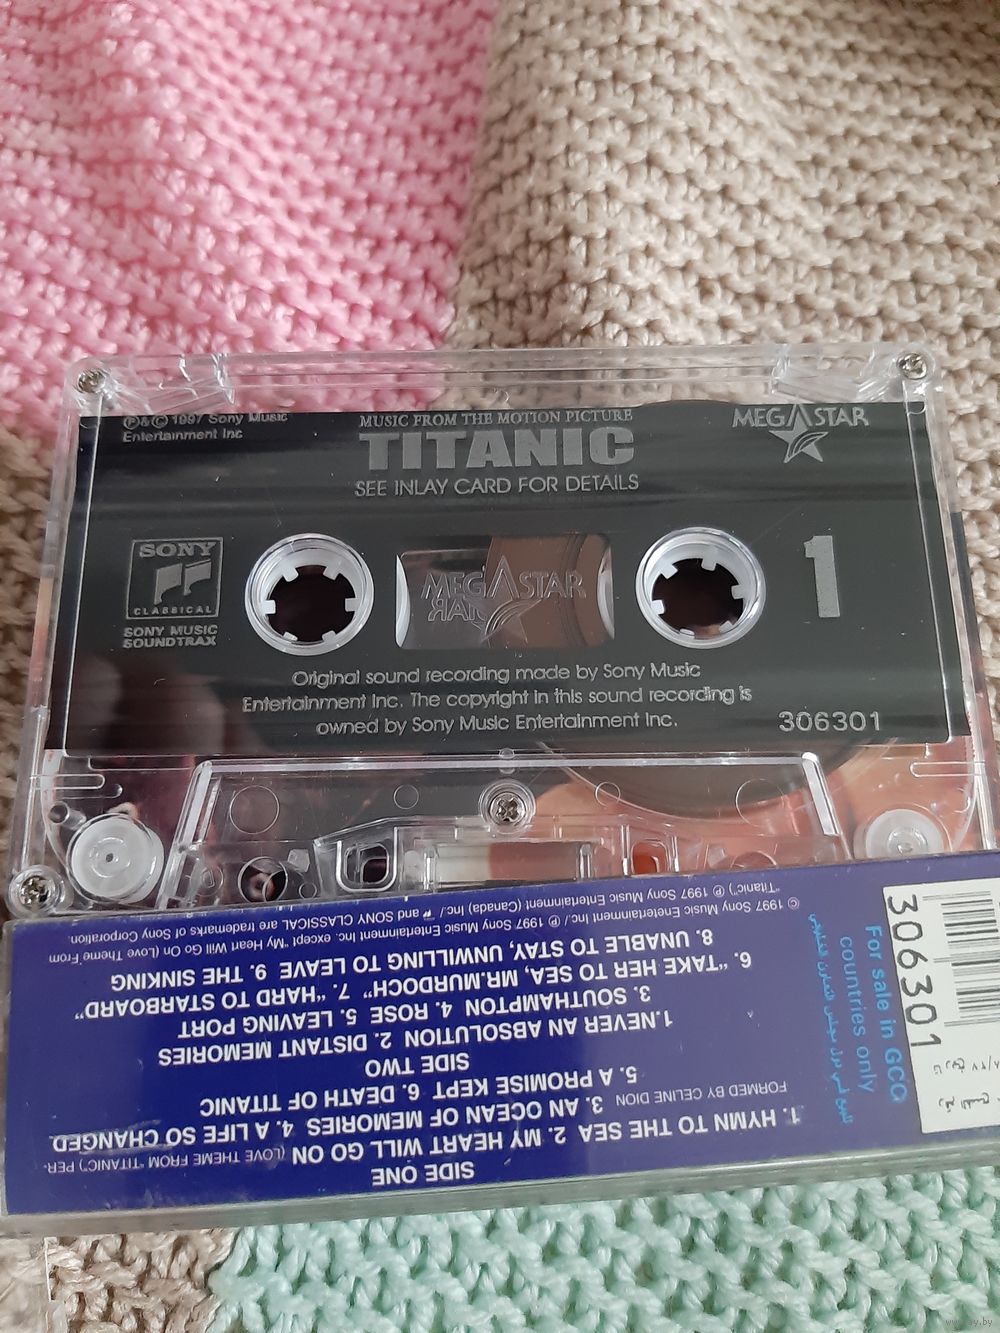 ℗&© 1997 Sony Music
Entertainment Inc
MUSIC FROM THE MOTION PICTURE
TITANIC
SEE INLAY CARD FOR DETAILS
MEGASTAR
SONY
CLASSICAL
SONY MUSIC
SOUNDTRAX
MEGASTAR
1
Original sound recording made by Sony Music
Entertainment Inc. The copyright in this sound recording is
owned by Sony Music Entertainment Inc.
306301
SIDE ONE
1. HYMN TO THE SEA 2. MY HEART WILL GO ON (LOVE THEME FROM "TITANIC") PER-
FORMED BY CELINE DION 3. AN OCEAN OF MEMORIES 4. A LIFE SO CHANGED
5. A PROMISE KEPT 6. DEATH OF TITANIC
SIDE TWO
1.NEVER AN ABSOLUTION 2. DISTANT MEMORIES
3. SOUTHAMPTON 4. ROSE 5. LEAVING PORT
6. "TAKE HER TO SEA, MR.MURDOCH" 7. "HARD TO STARBOARD"
8. UNABLE TO STAY, UNWILLING TO LEAVE 9. THE SINKING
© 1997 Sony Music Entertainment Inc./ ℗ 1997 Sony Music Entertainment Inc. except "My Heart Will Go On (Love Theme From
"Titanic") ℗ 1997 Sony Music Entertainment (Canada) Inc./ and SONY CLASSICAL are trademarks of Sony Corporation.
For sale in GCC
countries only
306301